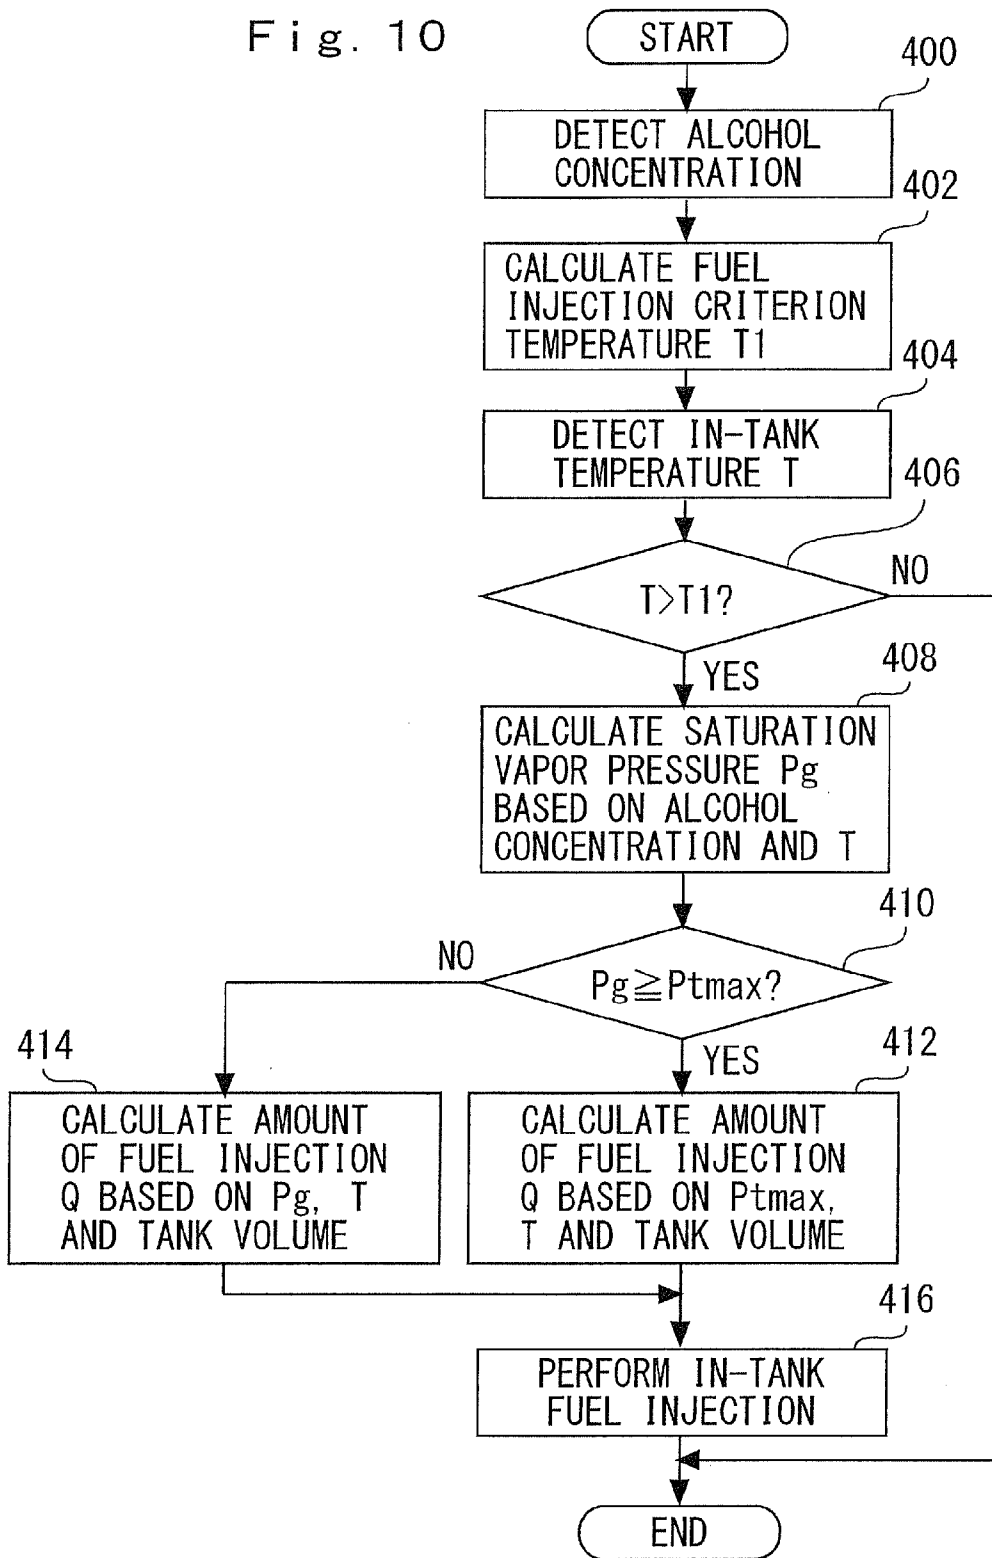 Fig. 10
START
400
DETECT ALCOHOL
CONCENTRATION
402
CALCULATE FUEL
INJECTION CRITERION
TEMPERATURE T1
404
DETECT IN-TANK
TEMPERATURE T
406
T>T1?
NO
YES
408
CALCULATE SATURATION
VAPOR PRESSURE Pg
BASED ON ALCOHOL
CONCENTRATION AND T
410
Pg≧Ptmax?
NO
YES
414
CALCULATE AMOUNT
OF FUEL INJECTION
Q BASED ON Pg, T
AND TANK VOLUME
412
CALCULATE AMOUNT
OF FUEL INJECTION
Q BASED ON Ptmax,
T AND TANK VOLUME
416
PERFORM IN-TANK
FUEL INJECTION
END